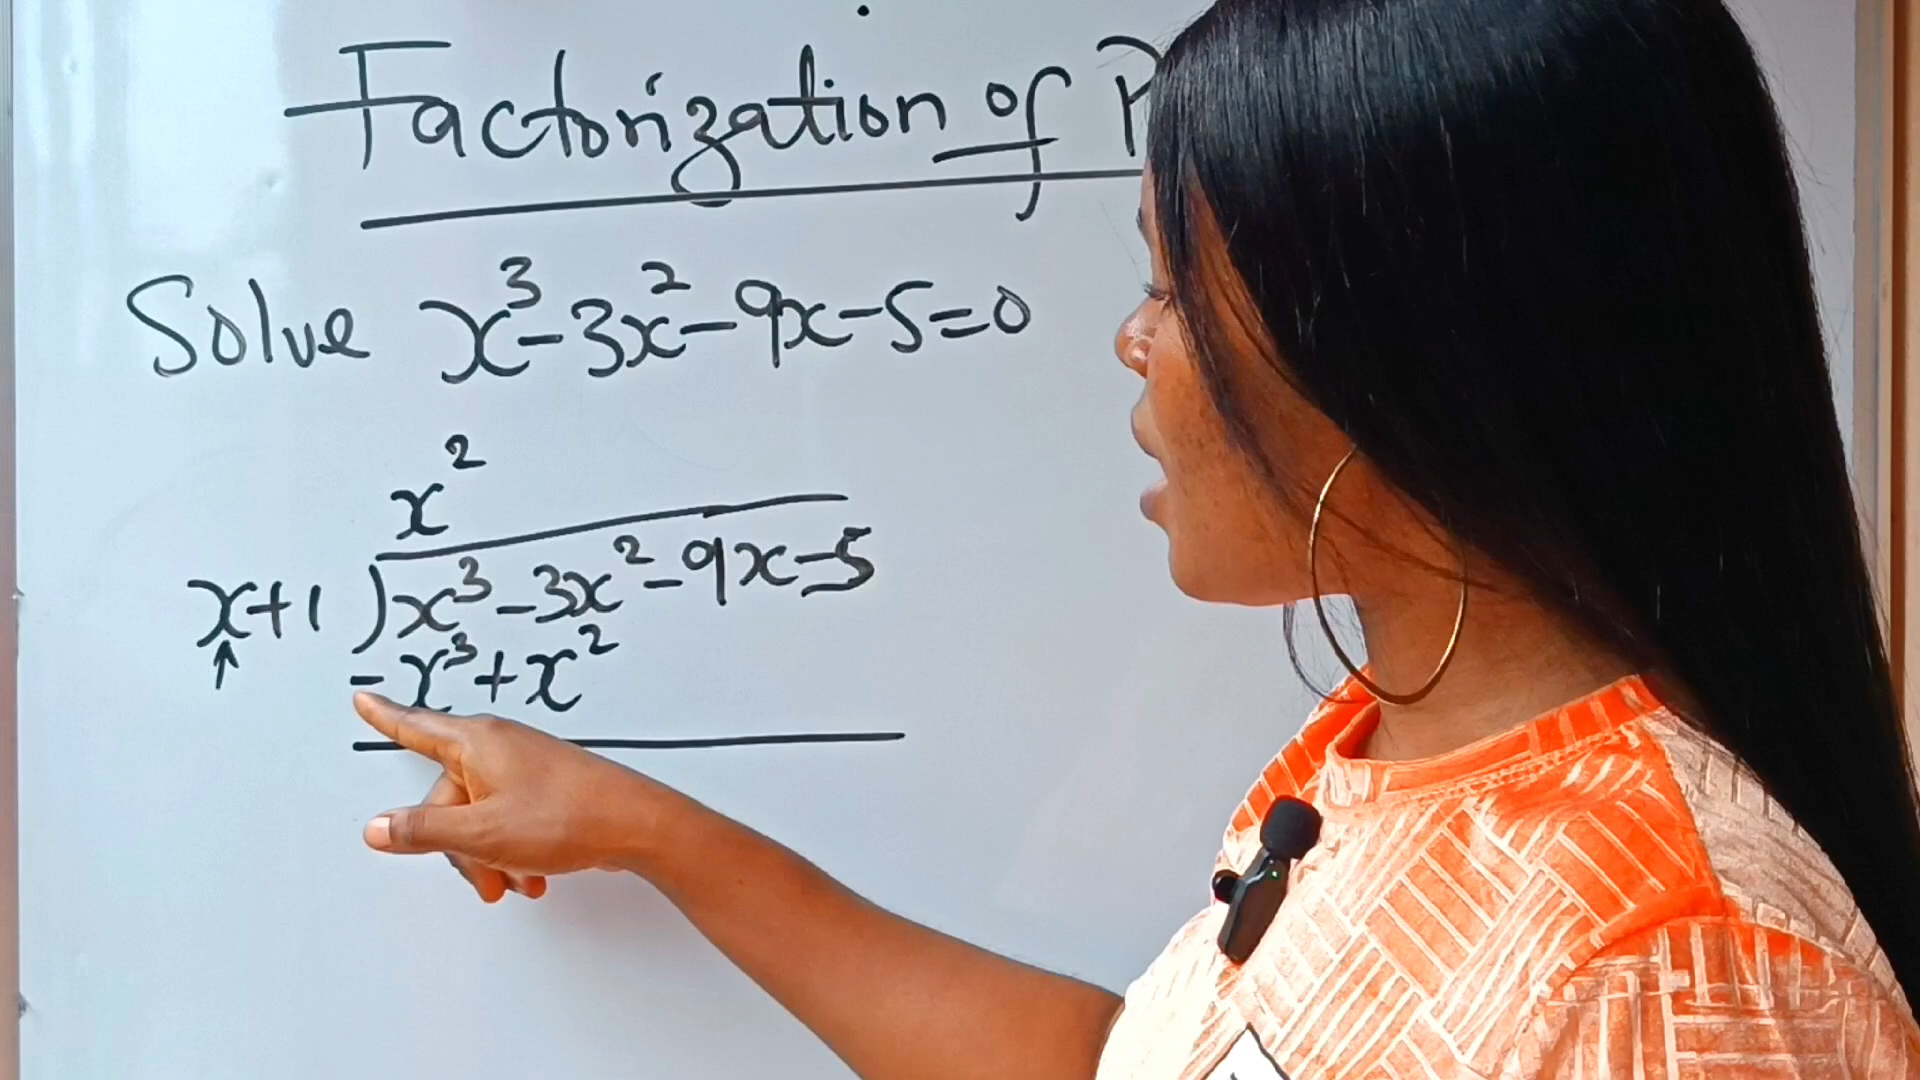 Factorization of P
Solve x³-3x²-9x-5=0
x²
x+1 )x³-3x²-9x-5
-x³+x²